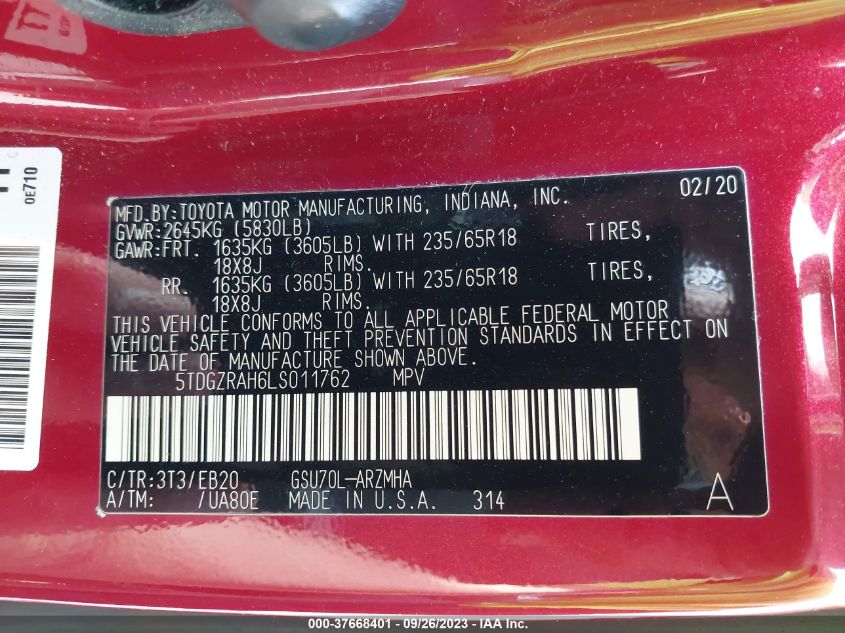 0E710
MFD.BY:TOYOTA MOTOR MANUFACTURING, INDIANA, INC. 02/20
GVWR:2645KG (5830LB)
GAWR:FRT. 1635KG (3605LB) WITH 235/65R18 TIRES,
18X8J RIMS.
RR. 1635KG (3605LB) WITH 235/65R18 TIRES,
18X8J RIMS.
THIS VEHICLE CONFORMS TO ALL APPLICABLE FEDERAL MOTOR
VEHICLE SAFETY AND THEFT PREVENTION STANDARDS IN EFFECT ON
THE DATE OF MANUFACTURE SHOWN ABOVE.
5TDGZRAH6LS011762 MPV
C/TR:3T3/EB20 GSU70L-ARZMHA
A/TM: /UA80E MADE IN U.S.A. 314 A
000-37668401 - 09/26/2023 - IAA Inc.